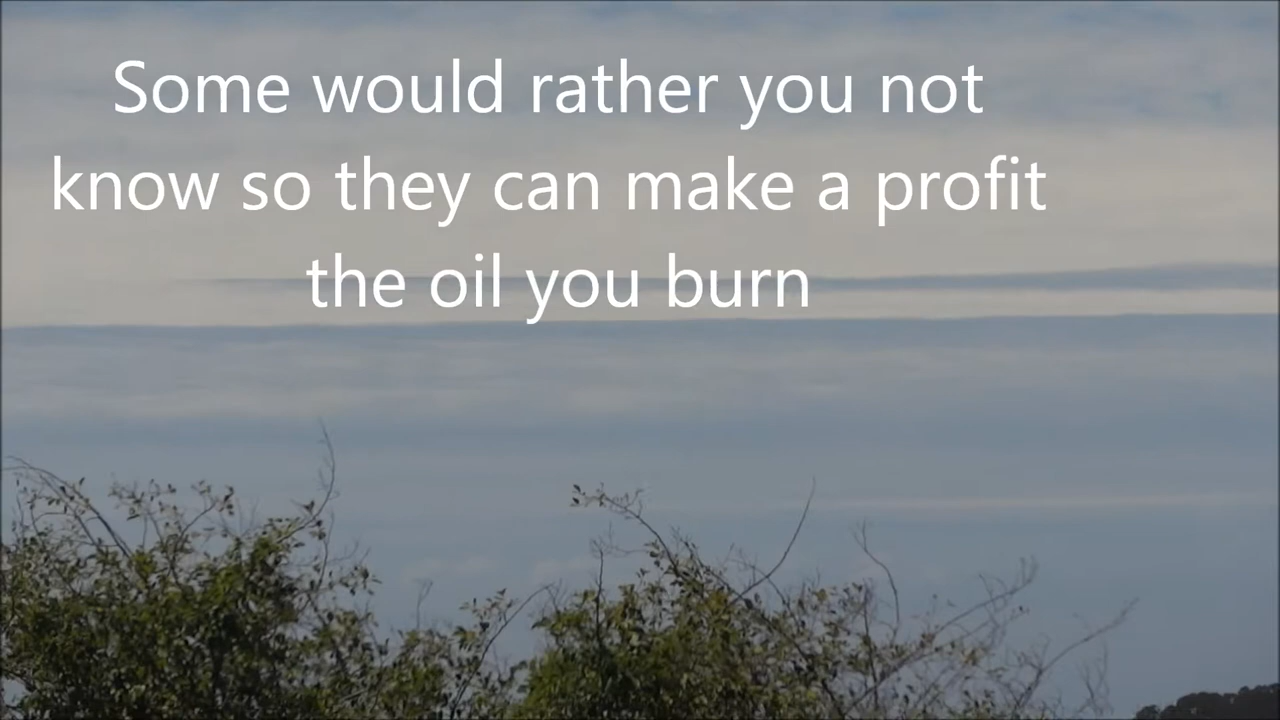 Some would rather you not
know so they can make a profit
the oil you burn